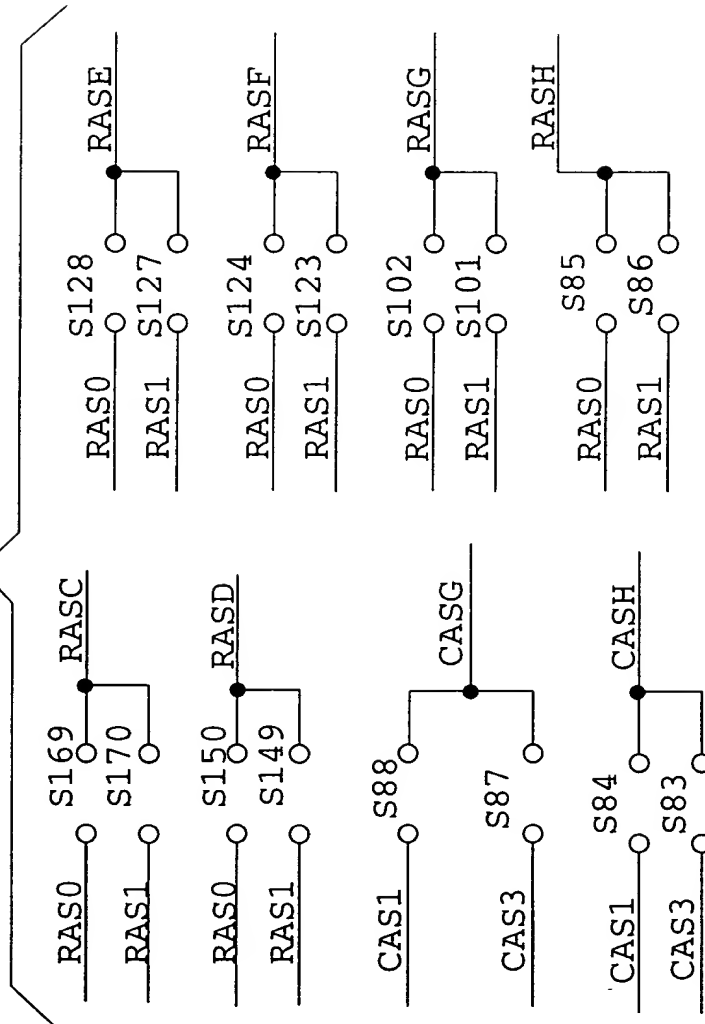 RAS0
S169
RASC
RAS1
S170
RAS0
S150
RASD
RAS1
S149
CAS1
S88
CASG
CAS3
S87
CAS1
S84
CASH
CAS3
S83
RAS0
S128
RASE
RAS1
S127
RAS0
S124
RASF
RAS1
S123
RAS0
S102
RASG
RAS1
S101
RAS0
S85
RASH
RAS1
S86